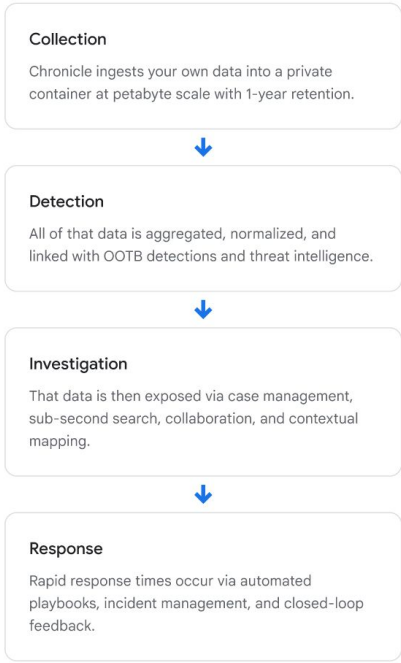 Collection
Chronicle ingests your own data into a private
container at petabyte scale with 1-year retention.
Detection
All of that data is aggregated, normalized, and
linked with OOTB detections and threat intelligence.
Investigation
That data is then exposed via case management,
sub-second search, collaboration, and contextual
mapping.
Response
Rapid response times occur via automated
playbooks, incident management, and closed-loop
feedback.